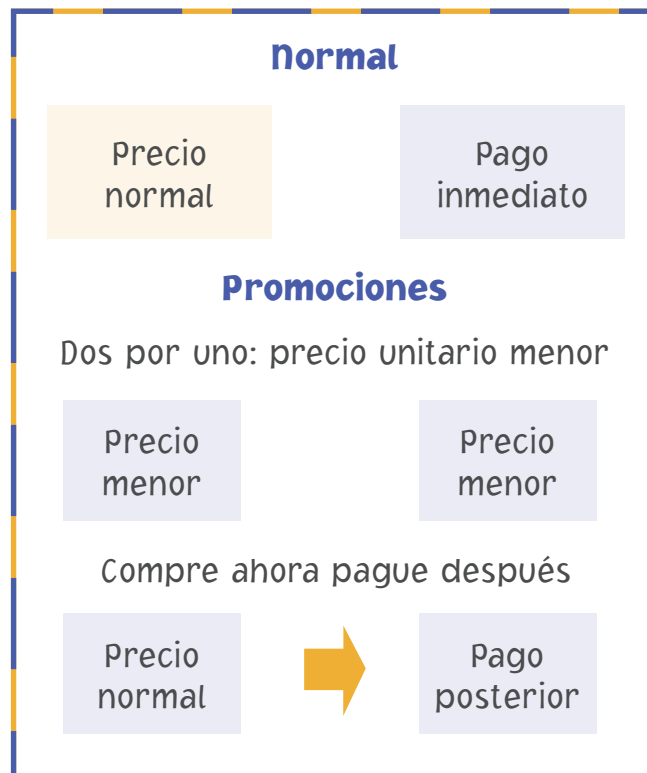 Normal
Precio
normal
Pago
inmediato
Promociones
Dos por uno: precio unitario menor
Precio
menor
Precio
menor
Compre ahora pague después
Precio
normal
Pago
posterior